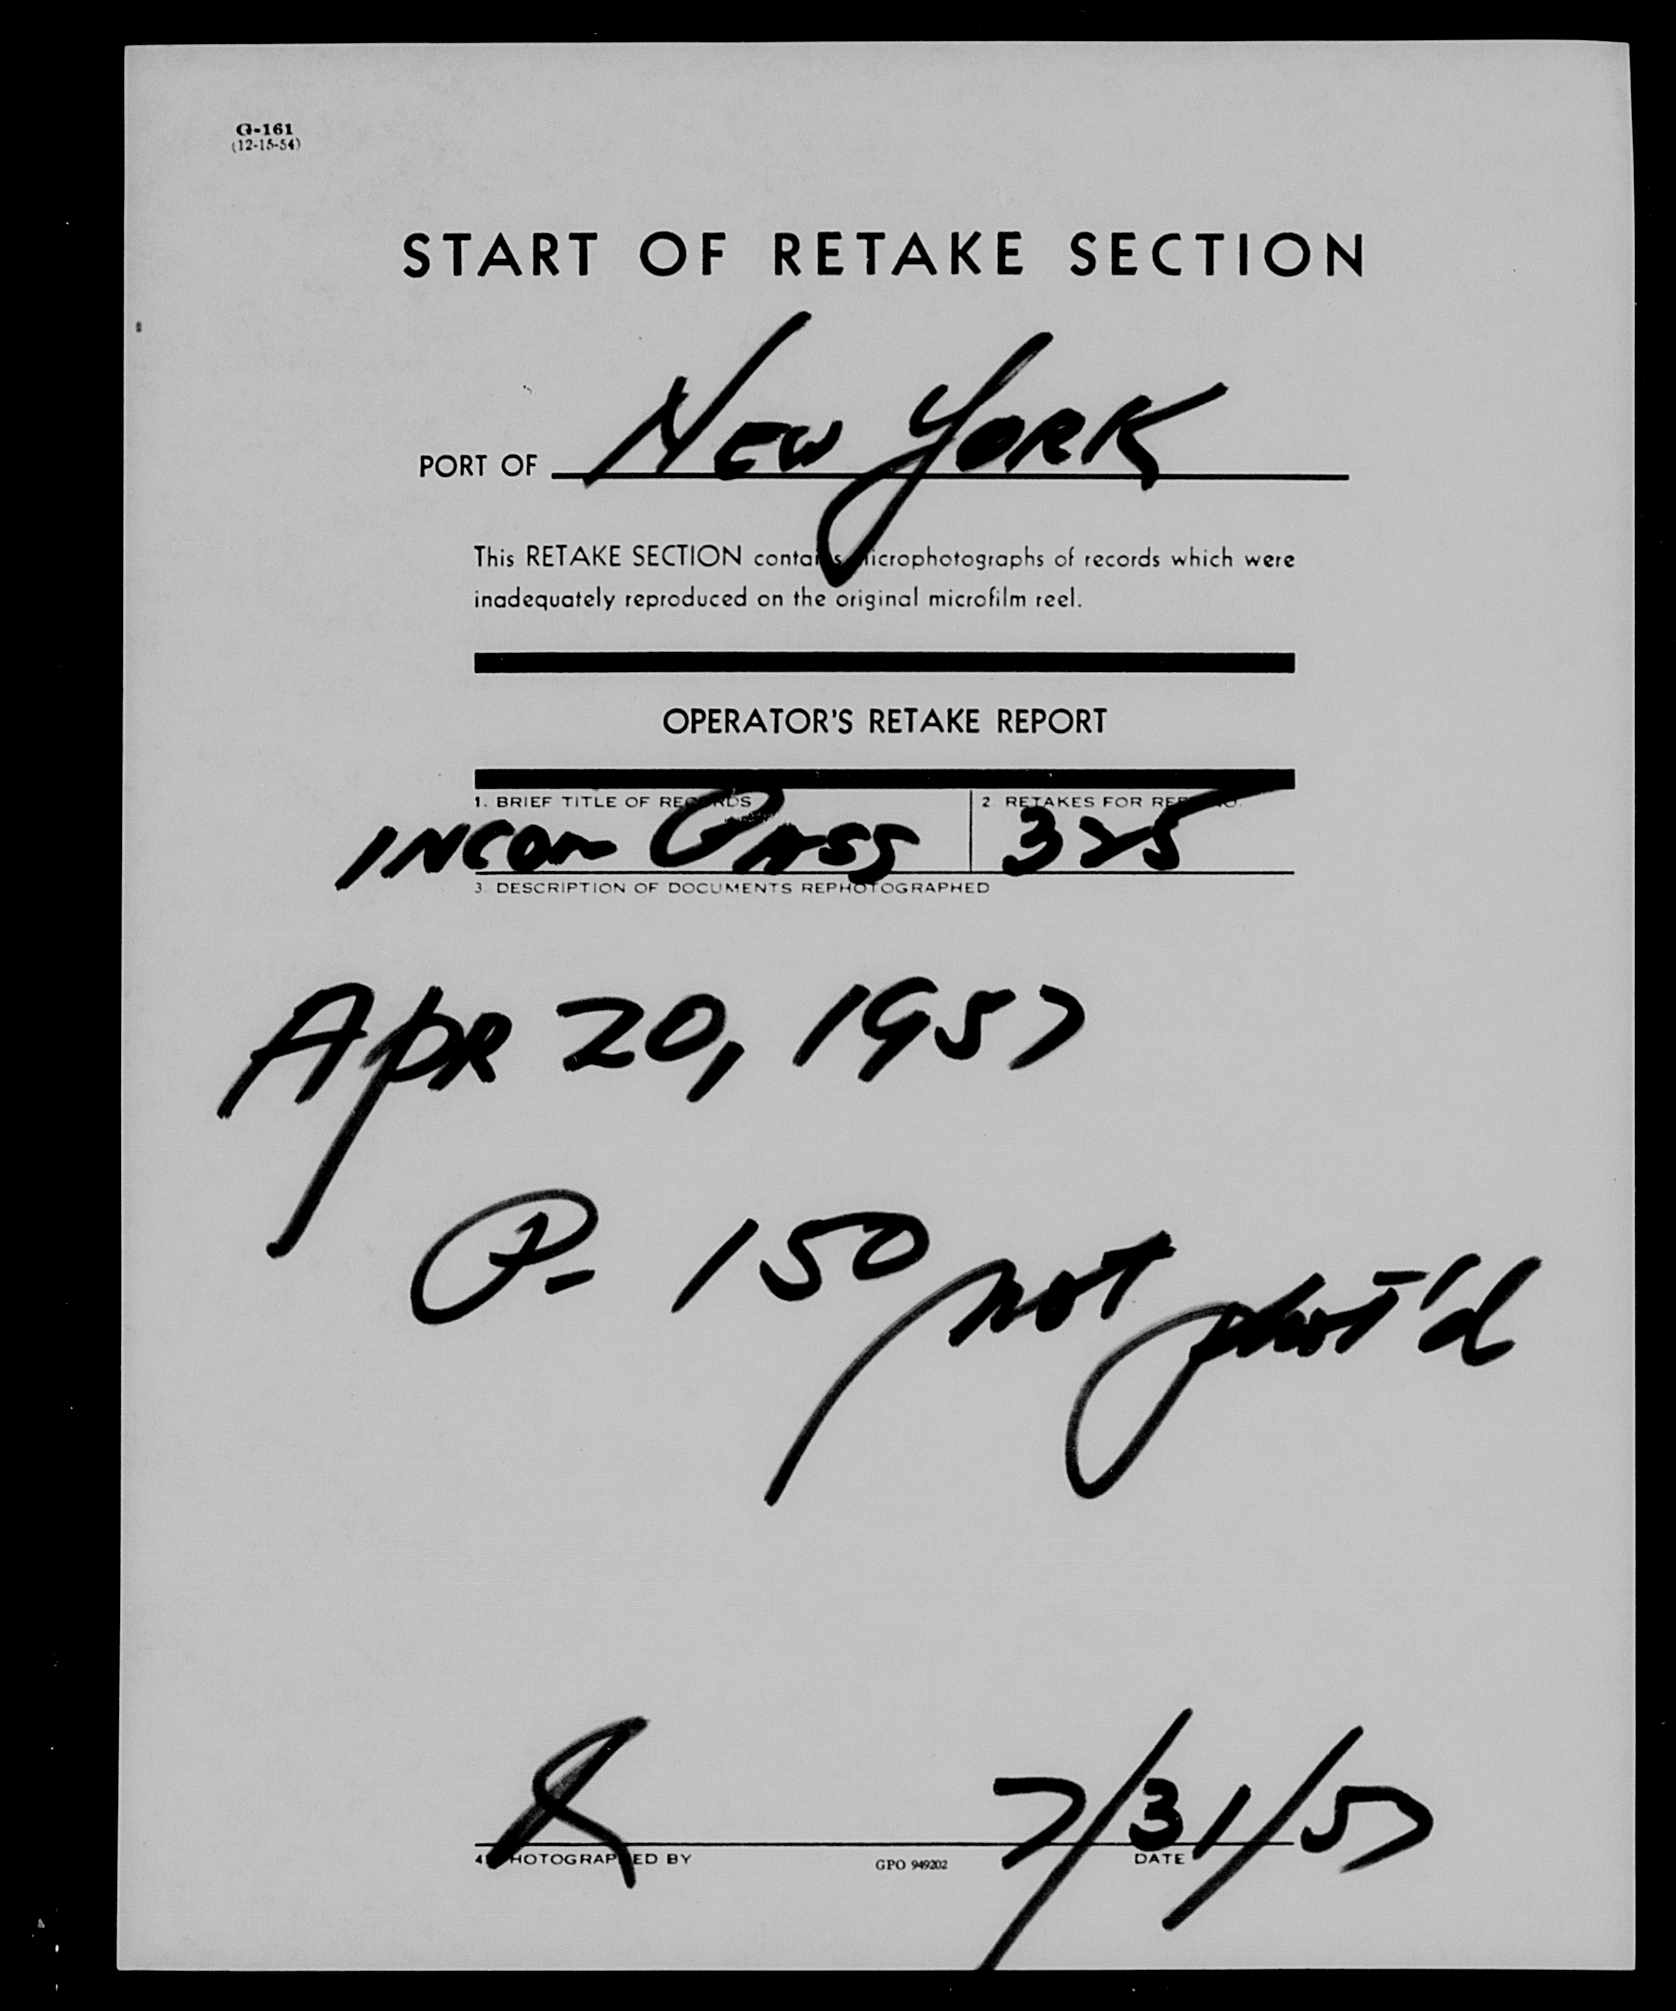 G-161
(12-15-54)
START OF RETAKE SECTION
PORT OF NEW YORK
This RETAKE SECTION contains microphotographs of records which were
inadequately reproduced on the original microfilm reel.
OPERATOR'S RETAKE REPORT
1. BRIEF TITLE OF RECORDS 2. RETAKES FOR REEL NO.
INCOM PASS 325
3. DESCRIPTION OF DOCUMENTS REPHOTOGRAPHED
Apr 20, 1957
P- 150 not phot'd
7/31/57
4. PHOTOGRAPHED BY GPO 949202 DATE